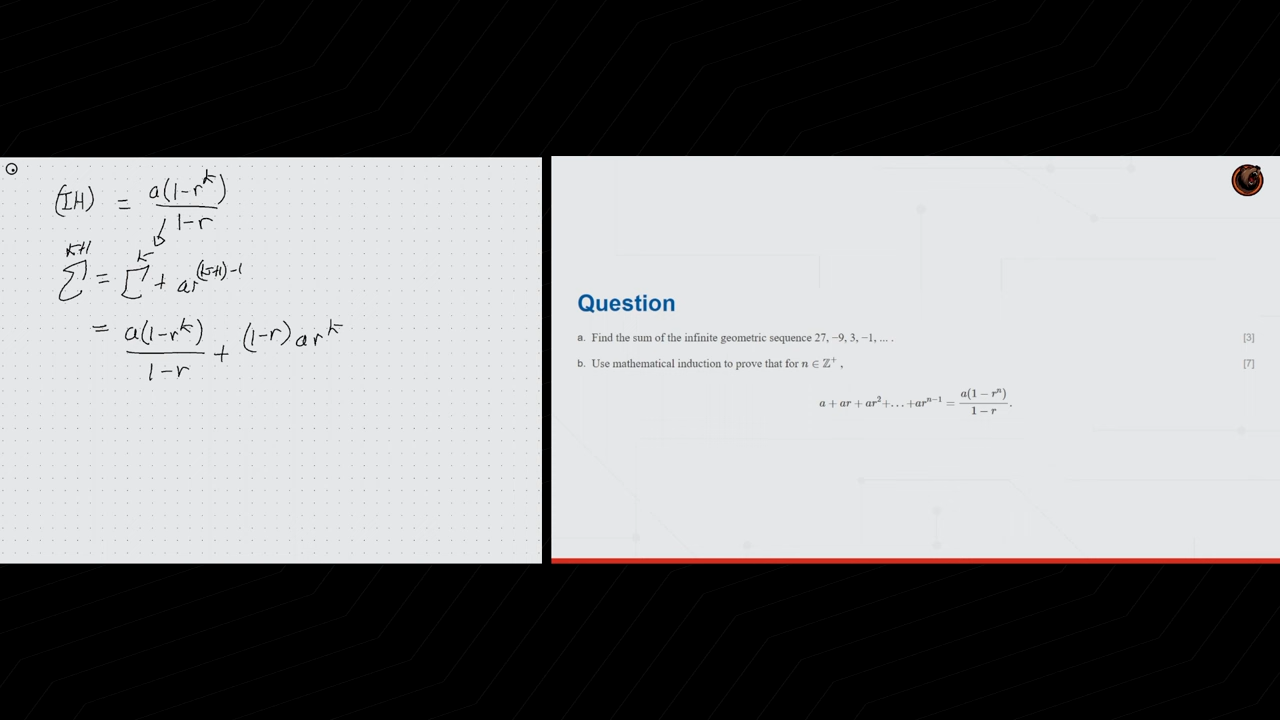 (IH) = a(1-r^k)/(1-r)
Σ^(k+1) = Σ^k + ar^((k+1)-1)
= a(1-r^k)/(1-r) + (1-r)ar^k
Question
a. Find the sum of the infinite geometric sequence 27, −9, 3, −1, ... . [3]
b. Use mathematical induction to prove that for n ∈ ℤ⁺ , [7]
a + ar + ar² +. . . +ar^(n−1) = a(1 − r^n)/(1 − r).